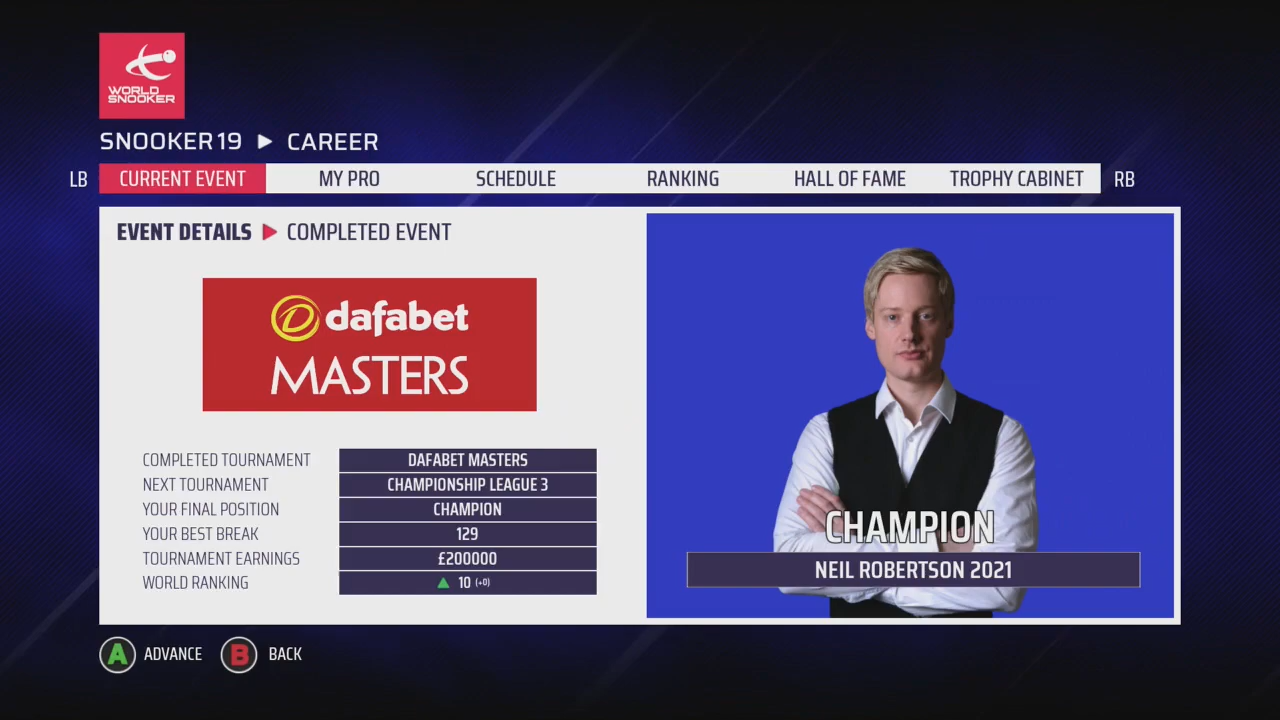 WORLD
SNOOKER
SNOOKER 19 ▶ CAREER
LB CURRENT EVENT MY PRO SCHEDULE RANKING HALL OF FAME TROPHY CABINET RB
EVENT DETAILS ▶ COMPLETED EVENT
dafabet
MASTERS
COMPLETED TOURNAMENT DAFABET MASTERS
NEXT TOURNAMENT CHAMPIONSHIP LEAGUE 3
YOUR FINAL POSITION CHAMPION
YOUR BEST BREAK 129
TOURNAMENT EARNINGS £200000
WORLD RANKING ▲ 10 (+0)
CHAMPION
NEIL ROBERTSON 2021
A ADVANCE B BACK